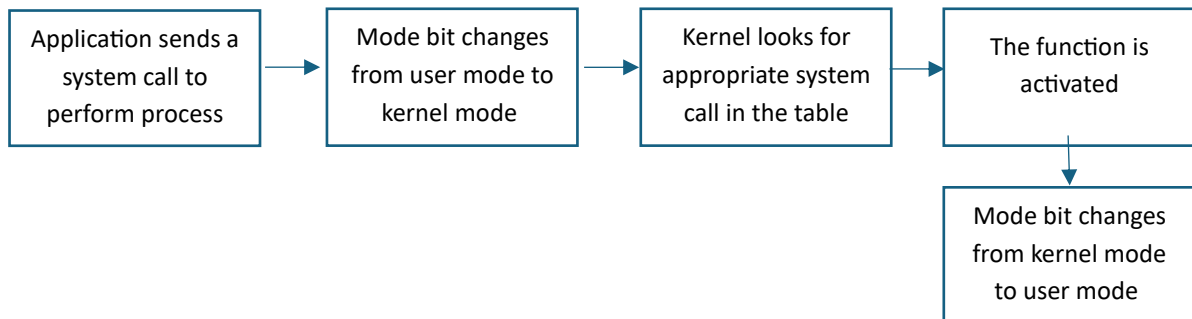 Application sends a
system call to
perform process
Mode bit changes
from user mode to
kernel mode
Kernel looks for
appropriate system
call in the table
The function is
activated
Mode bit changes
from kernel mode
to user mode